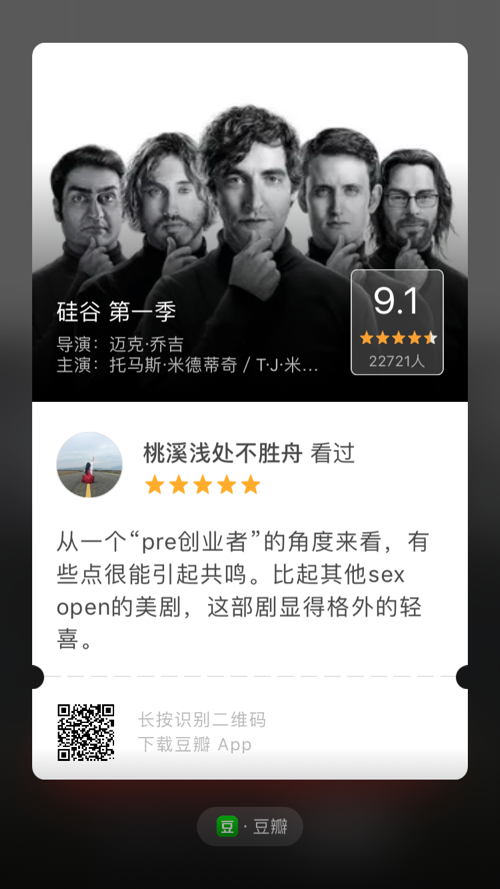 硅谷 第一季
导演：迈克·乔吉
主演：托马斯·米德蒂奇 / T·J·米...
9.1
22721人
桃溪浅处不胜舟 看过
从一个“pre创业者”的角度来看，有
些点很能引起共鸣。比起其他sex
open的美剧，这部剧显得格外的轻
喜。
长按识别二维码
下载豆瓣 App
豆 · 豆瓣